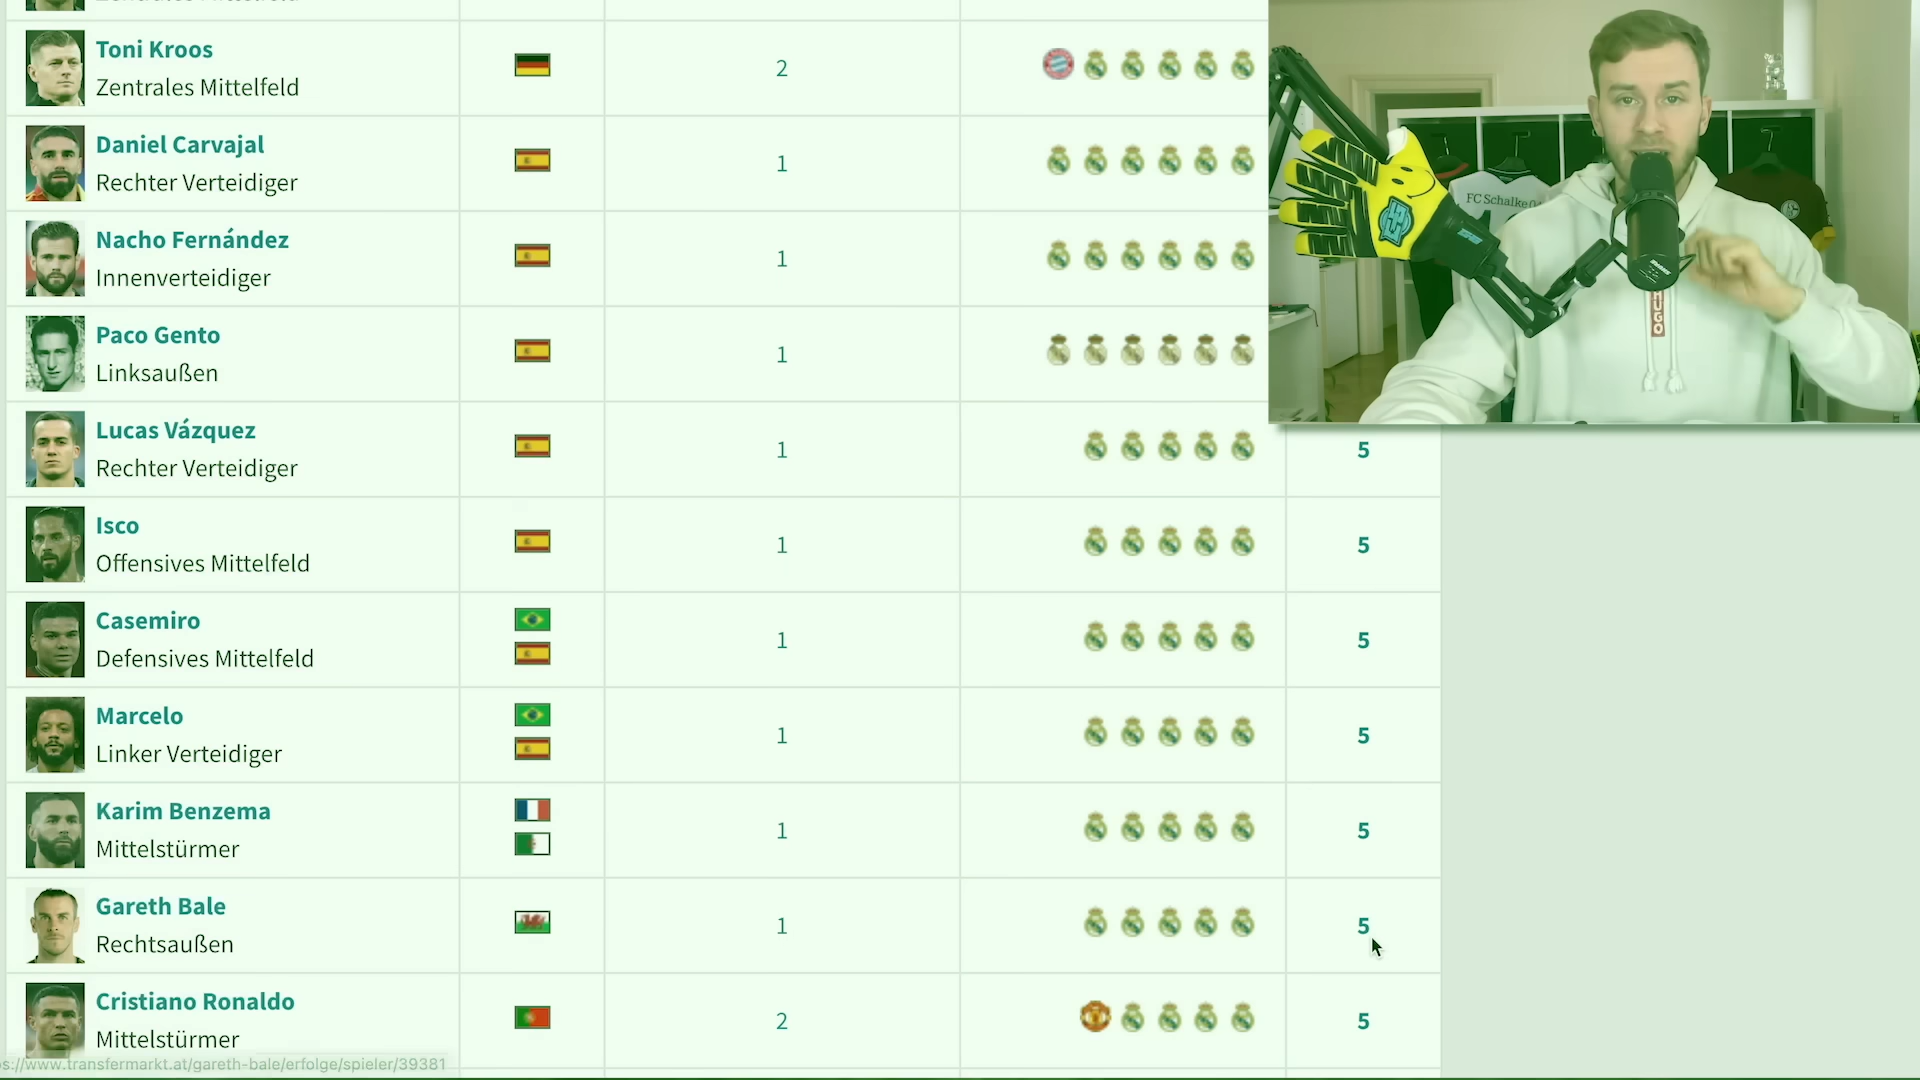 Toni Kroos
Zentrales Mittelfeld
2
Daniel Carvajal
Rechter Verteidiger
1
Nacho Fernández
Innenverteidiger
1
Paco Gento
Linksaußen
1
Lucas Vázquez
Rechter Verteidiger
1
5
Isco
Offensives Mittelfeld
1
5
Casemiro
Defensives Mittelfeld
1
5
Marcelo
Linker Verteidiger
1
5
Karim Benzema
Mittelstürmer
1
5
Gareth Bale
Rechtsaußen
1
5
Cristiano Ronaldo
Mittelstürmer
2
5
ps://www.transfermarkt.at/gareth-bale/erfolge/spieler/39381
FC Schalke 04
HUGO